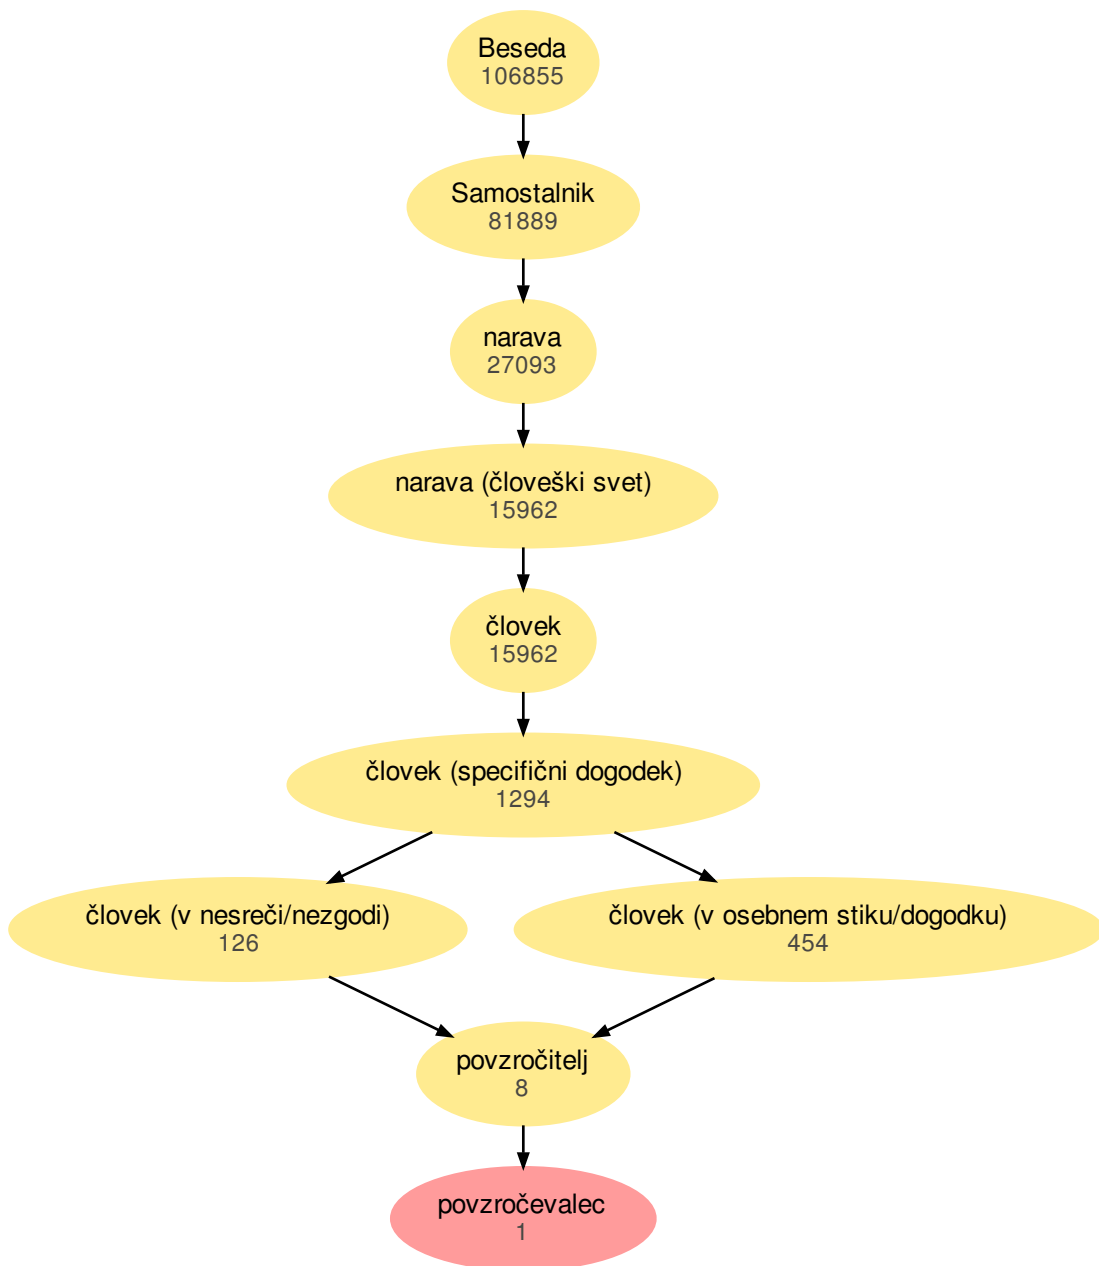 Beseda
106855
Samostalnik
81889
narava
27093
narava (človeški svet)
15962
človek
15962
človek (specifični dogodek)
1294
človek (v nesreči/nezgodi)
126
človek (v osebnem stiku/dogodku)
454
povzročitelj
8
povzročevalec
1